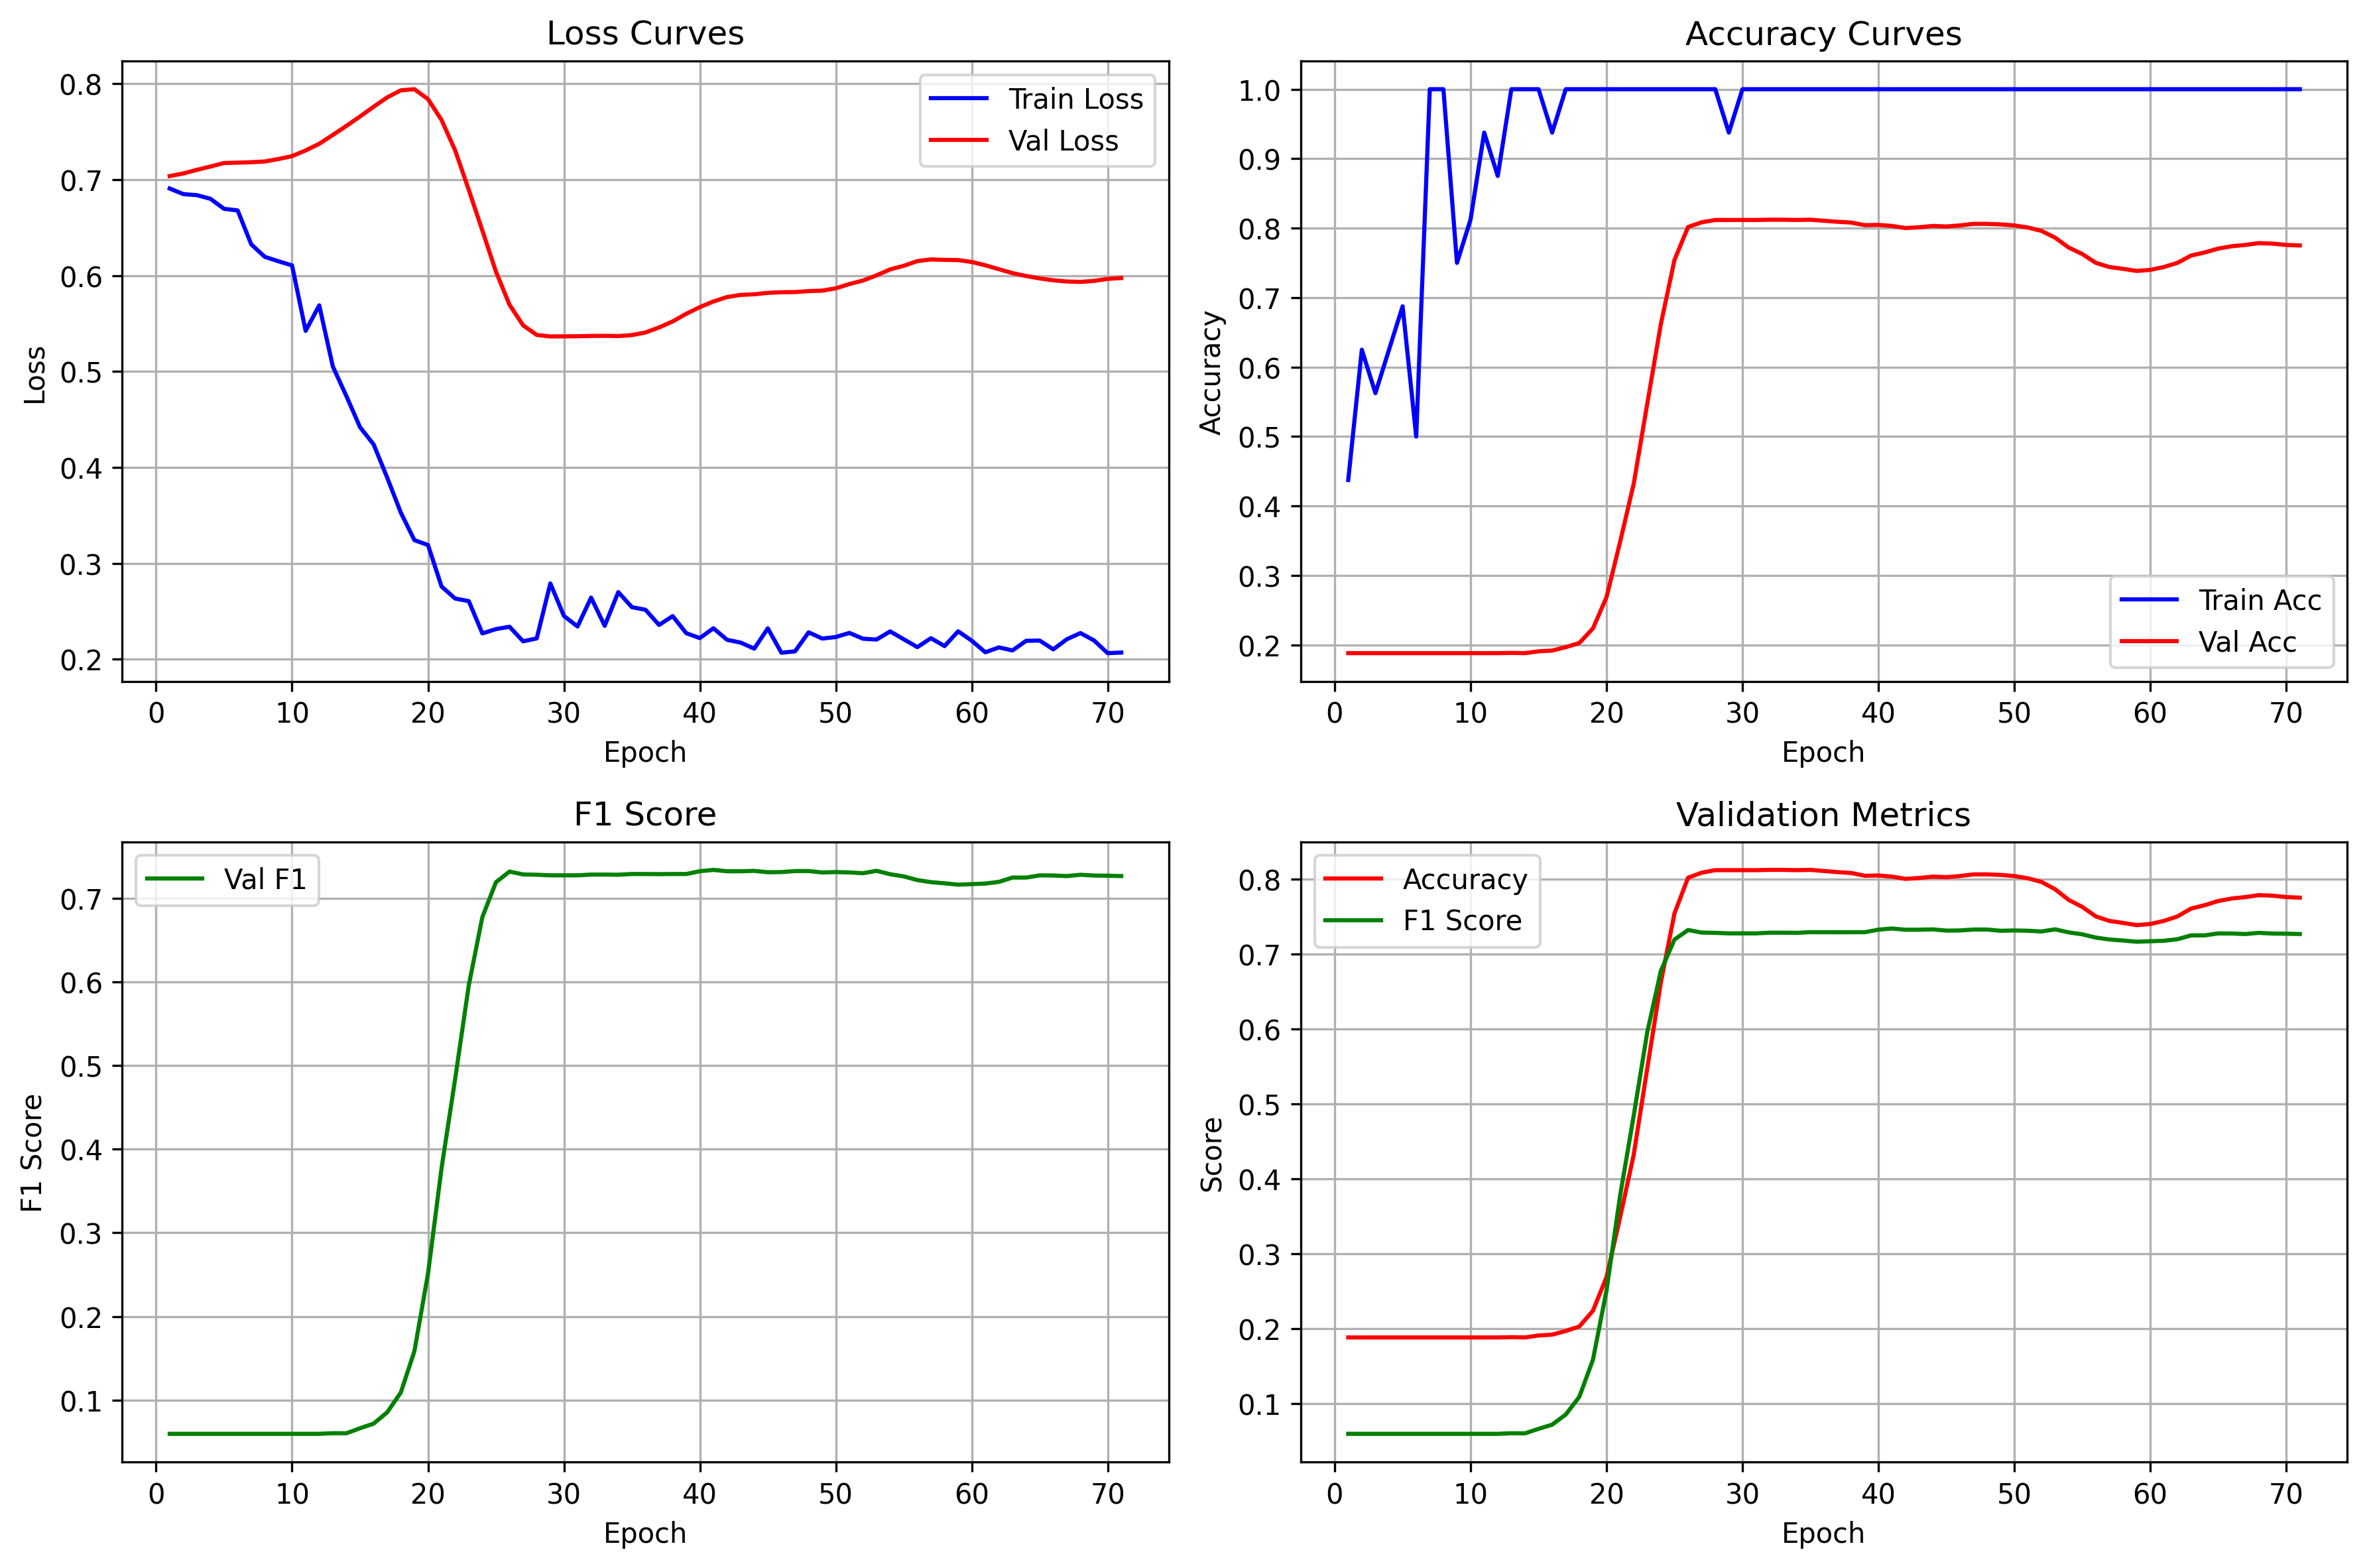 Loss Curves
Loss
0.8
0.7
0.6
0.5
0.4
0.3
0.2
Train Loss
Val Loss
0 10 20 30 40 50 60 70
Epoch
Accuracy Curves
Accuracy
1.0
0.9
0.8
0.7
0.6
0.5
0.4
0.3
0.2
Train Acc
Val Acc
0 10 20 30 40 50 60 70
Epoch
F1 Score
F1 Score
Val F1
0.7
0.6
0.5
0.4
0.3
0.2
0.1
0 10 20 30 40 50 60 70
Epoch
Validation Metrics
Score
Accuracy
F1 Score
0.8
0.7
0.6
0.5
0.4
0.3
0.2
0.1
0 10 20 30 40 50 60 70
Epoch